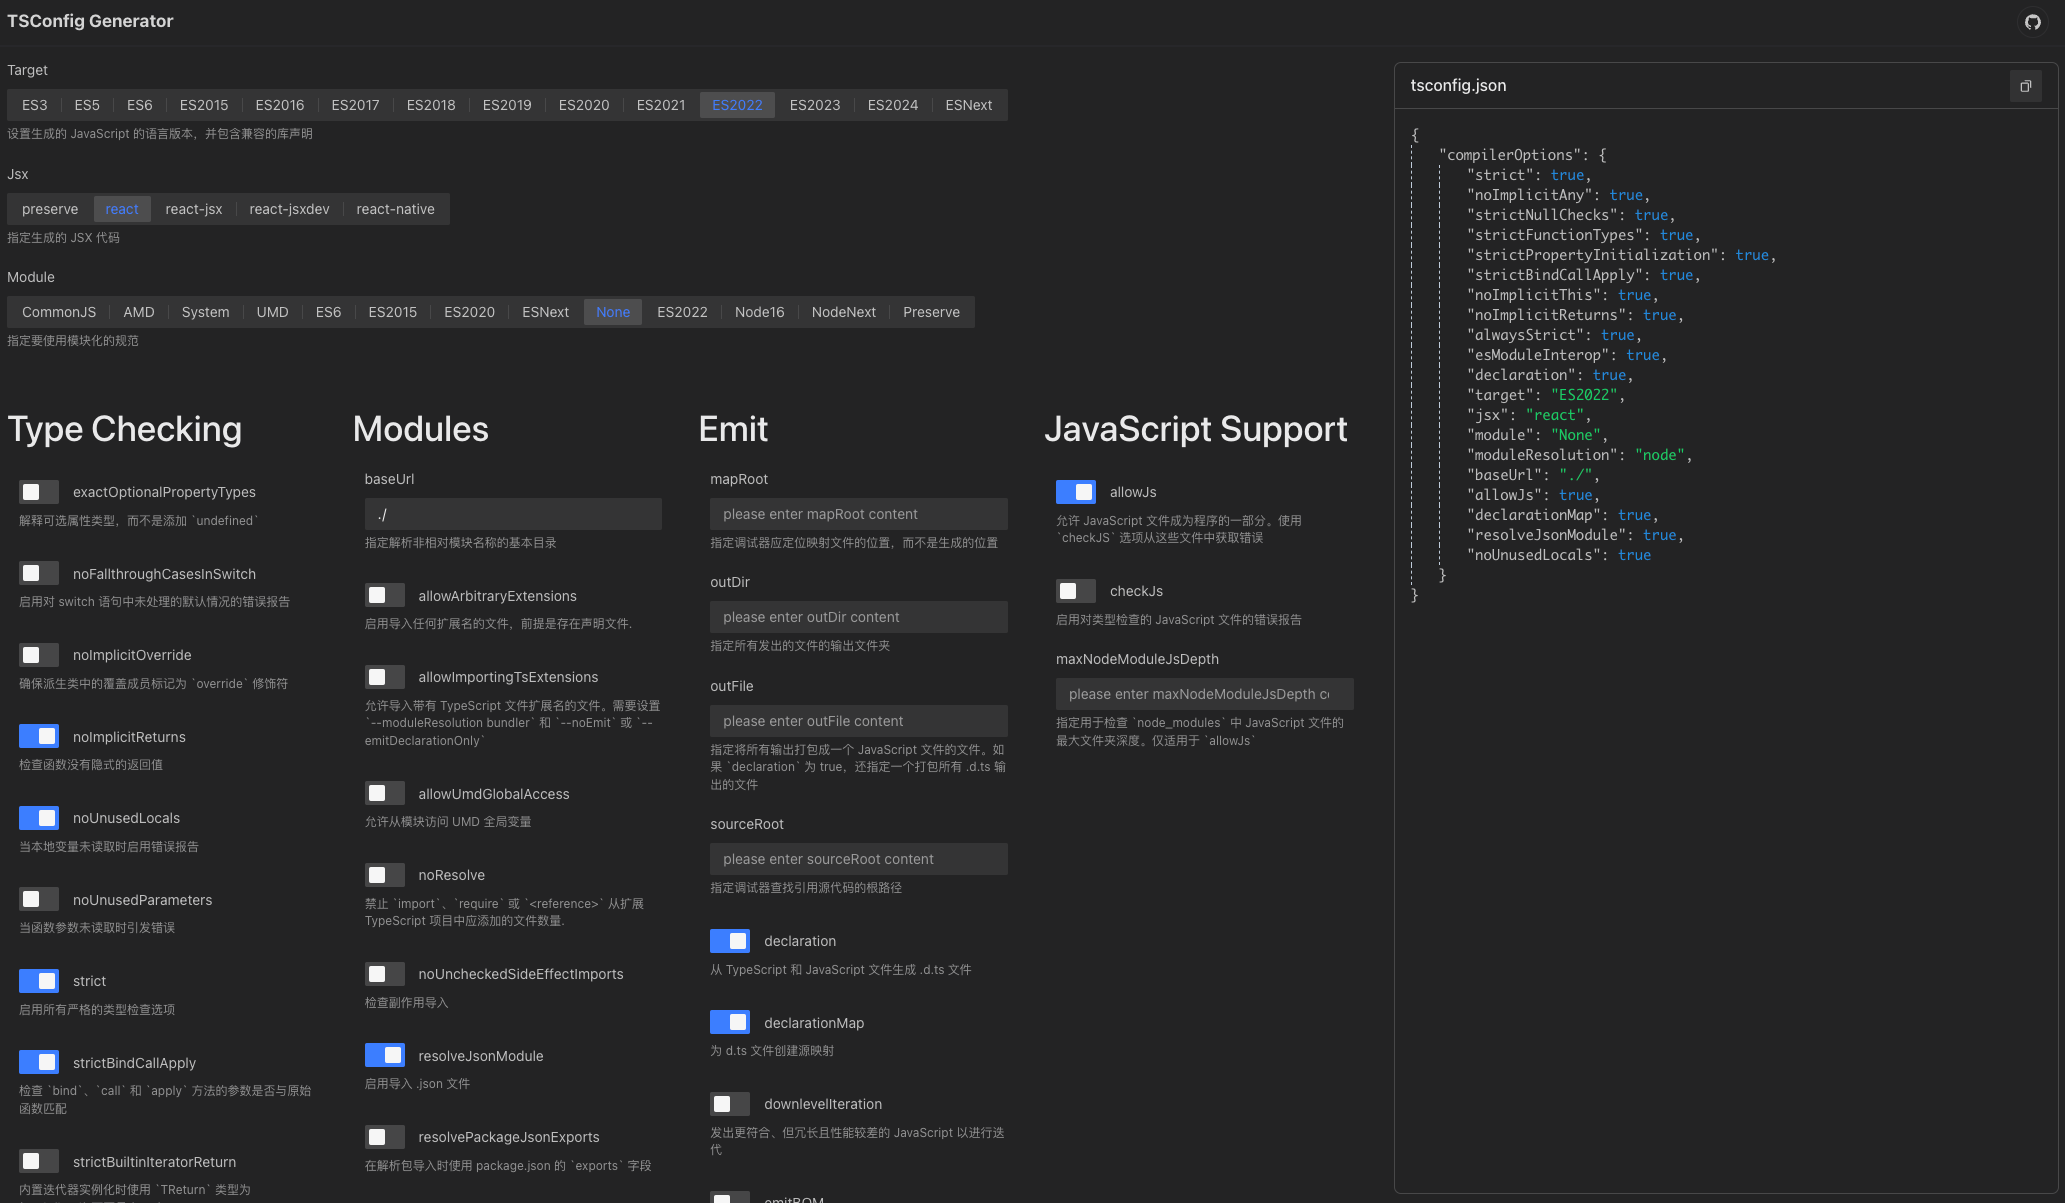 TSConfig Generator
Target
ES3 ES5 ES6 ES2015 ES2016 ES2017 ES2018 ES2019 ES2020 ES2021 ES2022 ES2023 ES2024 ESNext
设置生成的 JavaScript 的语言版本，并包含兼容的库声明
Jsx
preserve react react-jsx react-jsxdev react-native
指定生成的 JSX 代码
Module
CommonJS AMD System UMD ES6 ES2015 ES2020 ESNext None ES2022 Node16 NodeNext Preserve
指定要使用模块化的规范
Type Checking
exactOptionalPropertyTypes
解释可选属性类型，而不是添加 `undefined`
noFallthroughCasesInSwitch
启用对 switch 语句中未处理的默认情况的错误报告
noImplicitOverride
确保派生类中的覆盖成员标记为 `override` 修饰符
noImplicitReturns
检查函数没有隐式的返回值
noUnusedLocals
当本地变量未读取时启用错误报告
noUnusedParameters
当函数参数未读取时引发错误
strict
启用所有严格的类型检查选项
strictBindCallApply
检查 `bind`、`call` 和 `apply` 方法的参数是否与原始
函数匹配
strictBuiltinIteratorReturn
内置迭代器实例化时使用 `TReturn` 类型为
Modules
baseUrl
./
指定解析非相对模块名称的基本目录
allowArbitraryExtensions
启用导入任何扩展名的文件，前提是存在声明文件.
allowImportingTsExtensions
允许导入带有 TypeScript 文件扩展名的文件。需要设置
`--moduleResolution bundler` 和 `--noEmit` 或 `--
emitDeclarationOnly`
allowUmdGlobalAccess
允许从模块访问 UMD 全局变量
noResolve
禁止 `import`、`require` 或 `<reference>` 从扩展
TypeScript 项目中应添加的文件数量.
noUncheckedSideEffectImports
检查副作用导入
resolveJsonModule
启用导入 .json 文件
resolvePackageJsonExports
在解析包导入时使用 package.json 的 `exports` 字段
Emit
mapRoot
please enter mapRoot content
指定调试器应定位映射文件的位置，而不是生成的位置
outDir
please enter outDir content
指定所有发出的文件的输出文件夹
outFile
please enter outFile content
指定将所有输出打包成一个 JavaScript 文件的文件。如
果 `declaration` 为 true，还指定一个打包所有 .d.ts 输
出的文件
sourceRoot
please enter sourceRoot content
指定调试器查找引用源代码的根路径
declaration
从 TypeScript 和 JavaScript 文件生成 .d.ts 文件
declarationMap
为 d.ts 文件创建源映射
downlevelIteration
发出更符合、但冗长且性能较差的 JavaScript 以进行迭
代
emitBOM
JavaScript Support
allowJs
允许 JavaScript 文件成为程序的一部分。使用
`checkJS` 选项从这些文件中获取错误
checkJs
启用对类型检查的 JavaScript 文件的错误报告
maxNodeModuleJsDepth
please enter maxNodeModuleJsDepth c
指定用于检查 `node_modules` 中 JavaScript 文件的
最大文件夹深度。仅适用于 `allowJs`
tsconfig.json
{
"compilerOptions": {
"strict": true,
"noImplicitAny": true,
"strictNullChecks": true,
"strictFunctionTypes": true,
"strictPropertyInitialization": true,
"strictBindCallApply": true,
"noImplicitThis": true,
"noImplicitReturns": true,
"alwaysStrict": true,
"esModuleInterop": true,
"declaration": true,
"target": "ES2022",
"jsx": "react",
"module": "None",
"moduleResolution": "node",
"baseUrl": "./",
"allowJs": true,
"declarationMap": true,
"resolveJsonModule": true,
"noUnusedLocals": true
}
}